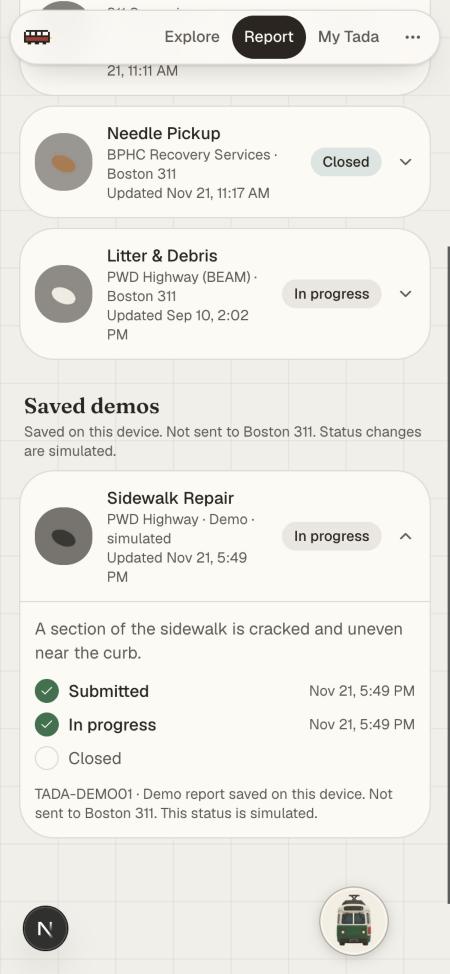 Explore Report My Tada
21, 11:11 AM
Needle Pickup
BPHC Recovery Services ·
Boston 311
Updated Nov 21, 11:17 AM
Closed
Litter & Debris
PWD Highway (BEAM) ·
Boston 311
Updated Sep 10, 2:02
PM
In progress
Saved demos
Saved on this device. Not sent to Boston 311. Status changes
are simulated.
Sidewalk Repair
PWD Highway · Demo ·
simulated
Updated Nov 21, 5:49
PM
In progress
A section of the sidewalk is cracked and uneven
near the curb.
Submitted Nov 21, 5:49 PM
In progress Nov 21, 5:49 PM
Closed
TADA-DEMO01 · Demo report saved on this device. Not
sent to Boston 311. This status is simulated.
N